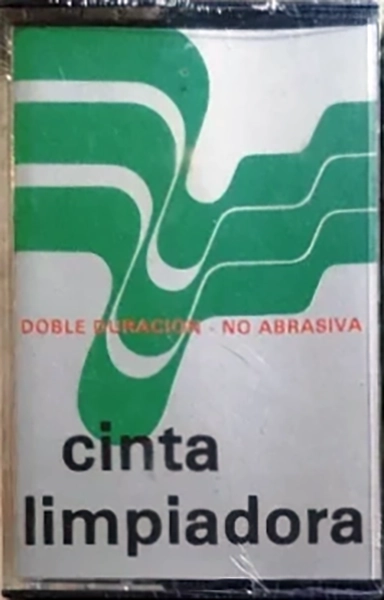 DOBLE DURACION - NO ABRASIVA
cinta
limpiadora